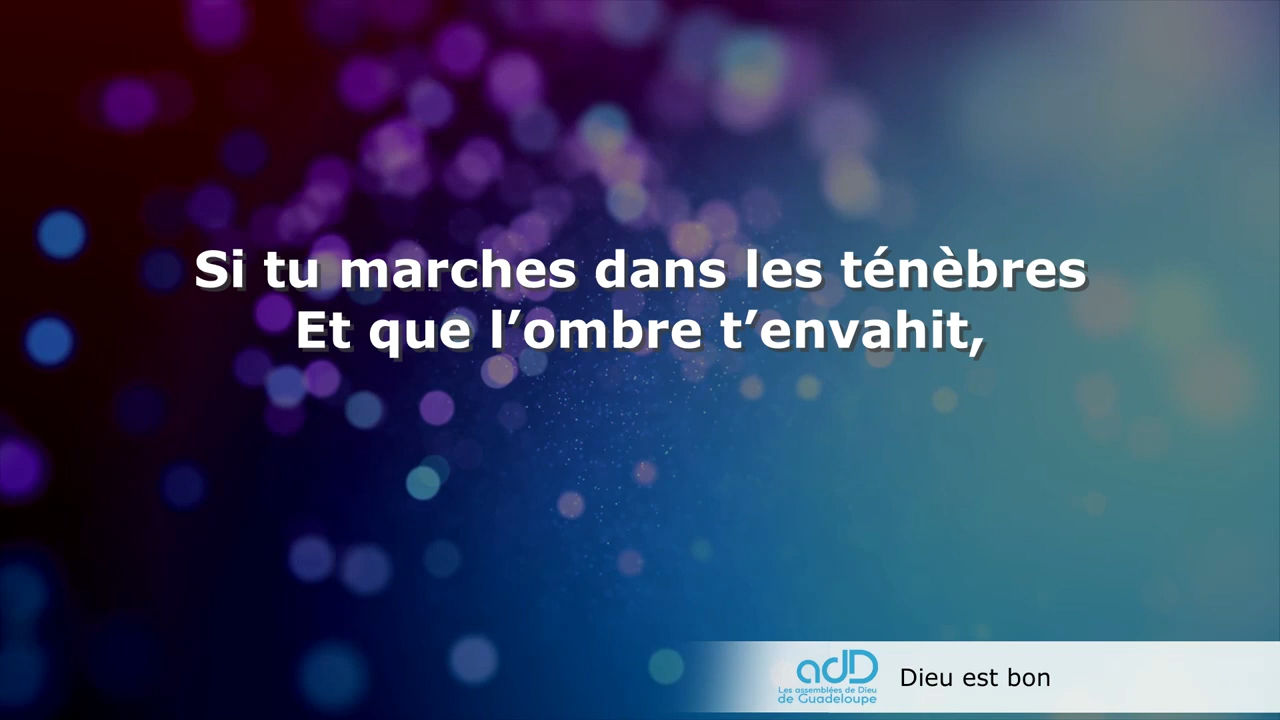 Si tu marches dans les ténèbres
Et que l’ombre t’envahit,
adD
Les assemblées de Dieu
de Guadeloupe
Dieu est bon